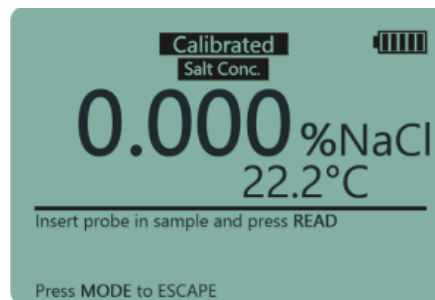 Calibrated
Salt Conc.
0.000 %NaCl
22.2°C
Insert probe in sample and press READ
Press MODE to ESCAPE